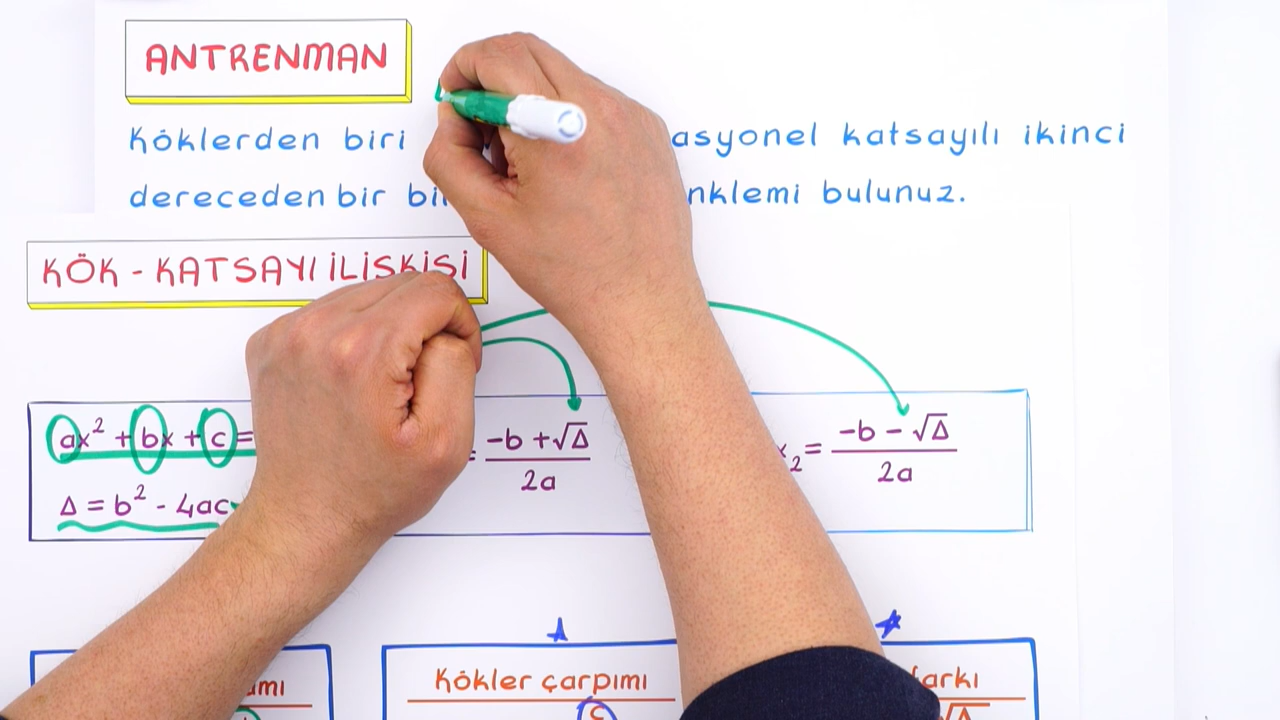 ANTRENMAN
Köklerden biri asyonel katsayılı ikinci
dereceden bir bi nklemi bulunuz.
KÖK - KATSAYI İLİŞKİSİ
ax² + bx + c =
= -b + √Δ / 2a
x₂ = -b - √Δ / 2a
Δ = b² - 4ac
amı
Kökler çarpımı
farkı
c
√Δ